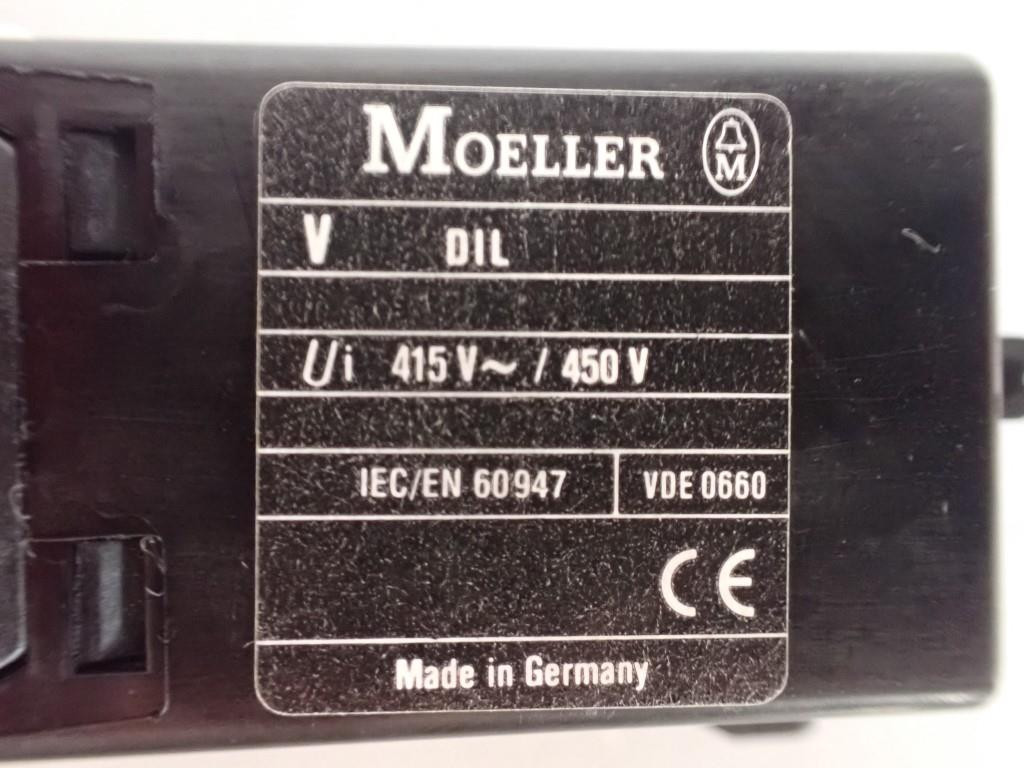 MOELLER M
V DIL
Ui 415 V~ / 450 V
IEC/EN 60947 VDE 0660
CE
Made in Germany